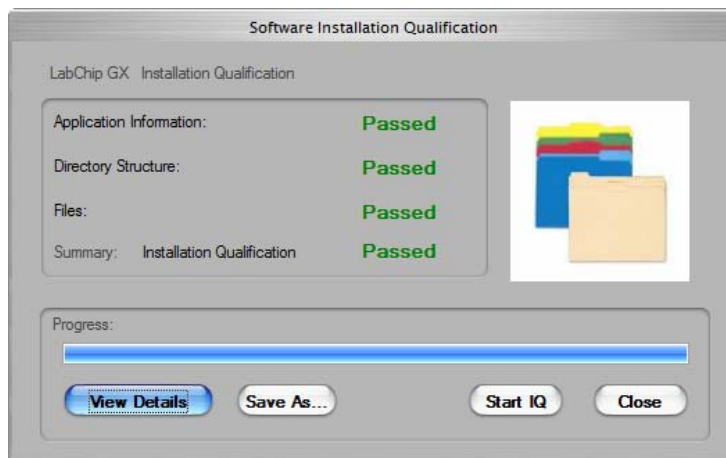 Software Installation Qualification
LabChip GX Installation Qualification
Application Information: Passed
Directory Structure: Passed
Files: Passed
Summary: Installation Qualification Passed
Progress:
View Details Save As... Start IQ Close